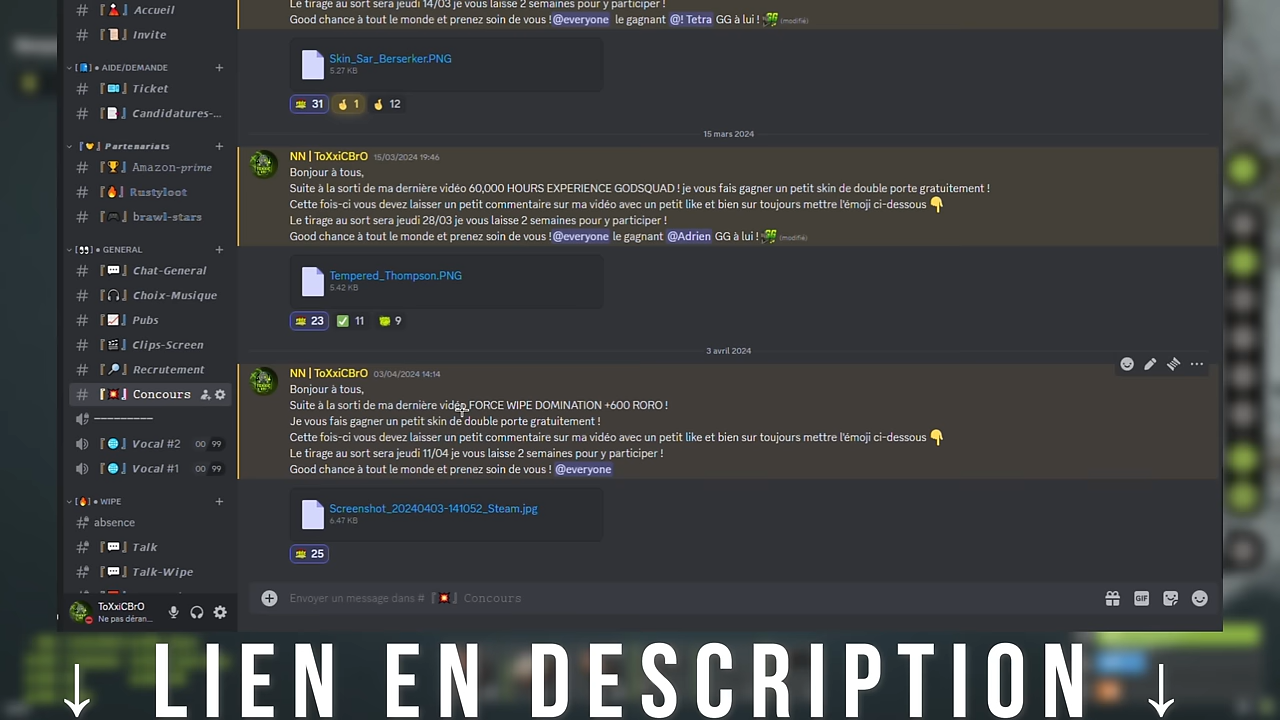 Accueil
Le tirage au sort sera jeudi 14/03 je vous laisse 2 semaines pour y participer !
Invite
Good chance à tout le monde et prenez soin de vous !@everyone le gagnant @! Tetra GG à lui ! (modifié)
AIDE/DEMANDE
Ticket
Candidatures-...
Skin_Sar_Berserker.PNG
5.27 KB
31 1 12
Partenariats
Amazon-prime
Rustyloot
brawl-stars
15 mars 2024
NN | ToXxiCBrO 15/03/2024 19:46
Bonjour à tous,
Suite à la sorti de ma dernière vidéo 60,000 HOURS EXPERIENCE GODSQUAD ! je vous fais gagner un petit skin de double porte gratuitement !
Cette fois-ci vous devez laisser un petit commentaire sur ma vidéo avec un petit like et bien sur toujours mettre l'émoji ci-dessous
Le tirage au sort sera jeudi 28/03 je vous laisse 2 semaines pour y participer !
Good chance à tout le monde et prenez soin de vous !@everyone le gagnant @Adrien GG à lui ! (modifié)
GENERAL
Chat-General
Choix-Musique
Pubs
Clips-Screen
Recrutement
Concours
Tempered_Thompson.PNG
5.42 KB
23 11 9
3 avril 2024
NN | ToXxiCBrO 03/04/2024 14:14
Bonjour à tous,
Suite à la sorti de ma dernière vidéo FORCE WIPE DOMINATION +600 RORO !
Je vous fais gagner un petit skin de double porte gratuitement !
Cette fois-ci vous devez laisser un petit commentaire sur ma vidéo avec un petit like et bien sur toujours mettre l'émoji ci-dessous
Le tirage au sort sera jeudi 11/04 je vous laisse 2 semaines pour y participer !
Good chance à tout le monde et prenez soin de vous ! @everyone
---------
Vocal #2 00 99
Vocal #1 00 99
WIPE
absence
Talk
Talk-Wipe
Screenshot_20240403-141052_Steam.jpg
6.47 KB
25
ToXxiCBrO
Ne pas déran...
Envoyer un message dans # Concours
GIF
↓ LIEN EN DESCRIPTION ↓